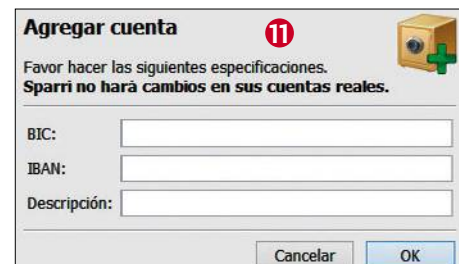 Agregar cuenta
11
Favor hacer las siguientes especificaciones.
Sparri no harà cambios en sus cuentas reales.
BIC:
IBAN:
Descripción:
Cancelar OK